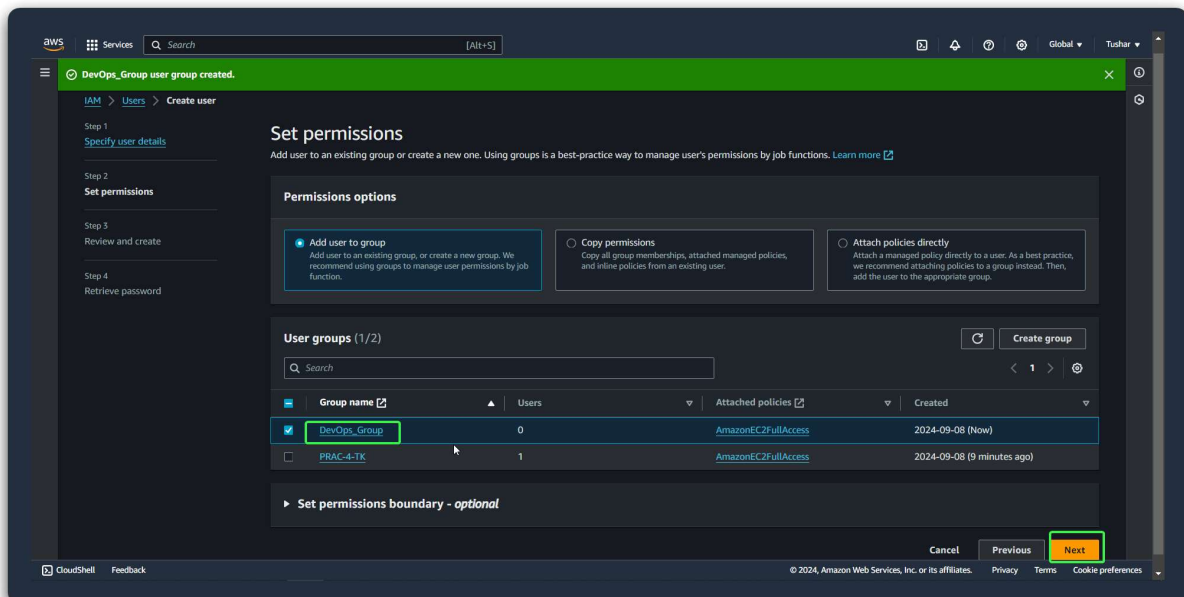 aws Services Search [Alt+S] Global Tushar
DevOps_Group user group created.
IAM > Users > Create user
Step 1
Specify user details
Step 2
Set permissions
Step 3
Review and create
Step 4
Retrieve password
Set permissions
Add user to an existing group or create a new one. Using groups is a best-practice way to manage user's permissions by job functions. Learn more
Permissions options
Add user to group
Add user to an existing group, or create a new group. We
recommend using groups to manage user permissions by job
function.
Copy permissions
Copy all group memberships, attached managed policies,
and inline policies from an existing user.
Attach policies directly
Attach a managed policy directly to a user. As a best practice,
we recommend attaching policies to a group instead. Then,
add the user to the appropriate group.
User groups (1/2) Create group
Search 1
Group name Users Attached policies Created
DevOps_Group 0 AmazonEC2FullAccess 2024-09-08 (Now)
PRAC-4-TK 1 AmazonEC2FullAccess 2024-09-08 (9 minutes ago)
Set permissions boundary - optional
Cancel Previous Next
CloudShell Feedback © 2024, Amazon Web Services, Inc. or its affiliates. Privacy Terms Cookie preferences